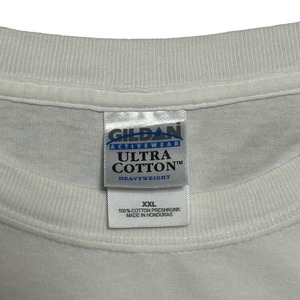 GILDAN
ACTIVEWEAR
ULTRA
COTTON™
HEAVYWEIGHT
XXL
100% COTTON PRESHRUNK
MADE IN HONDURAS